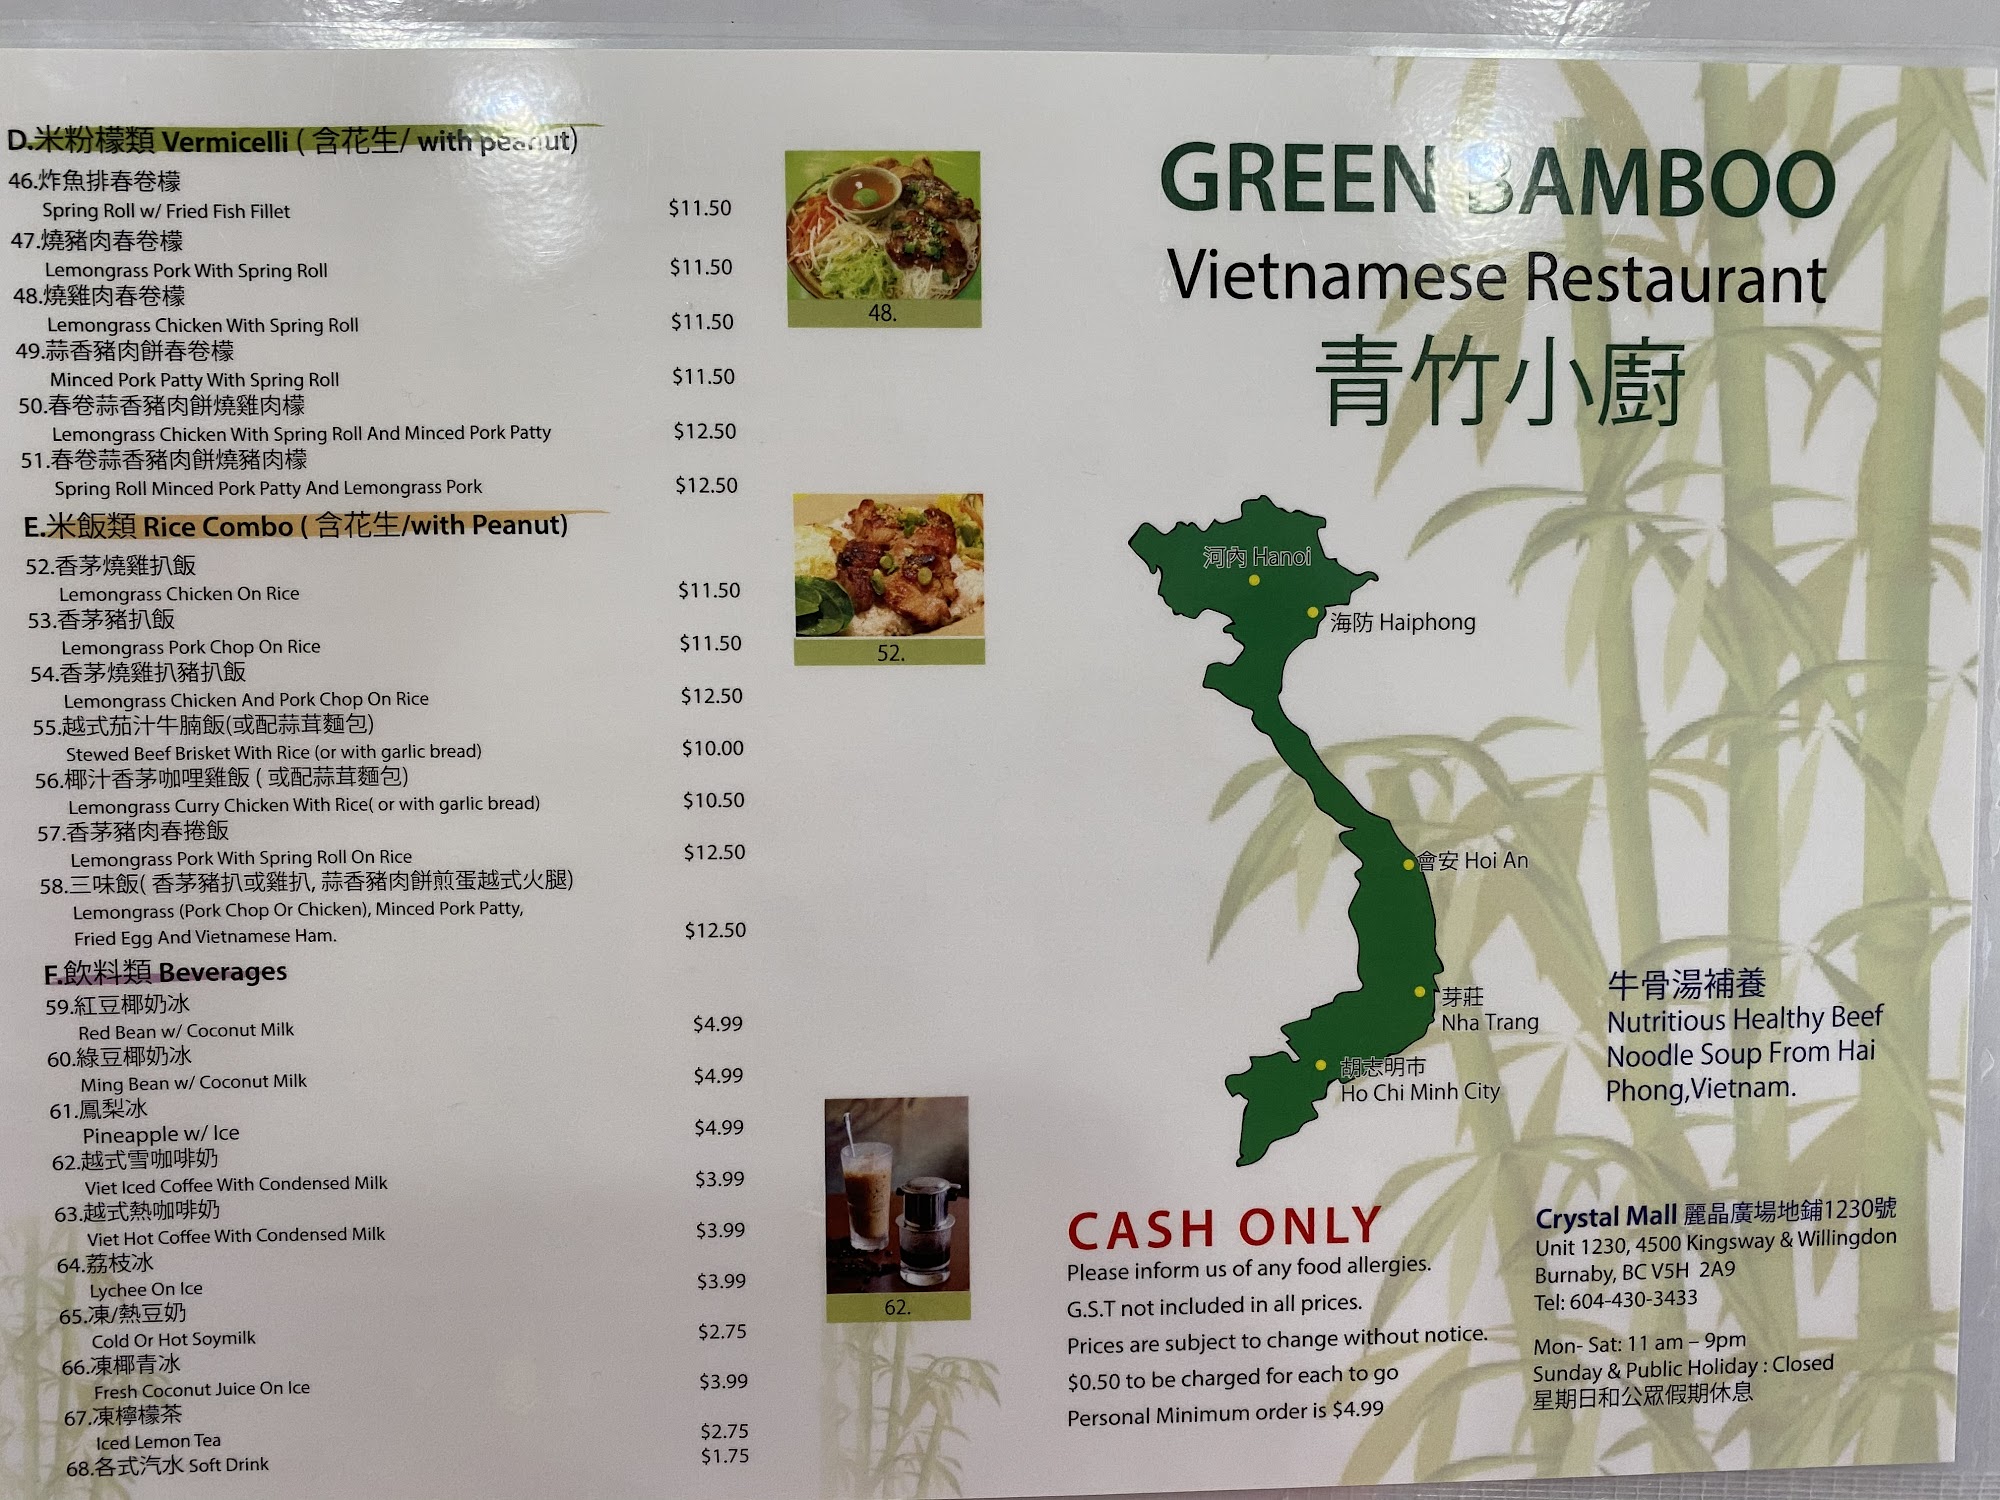 D.米粉檬類 Vermicelli ( 含花生/ with peanut)
46.炸魚排春卷檬
Spring Roll w/ Fried Fish Fillet $11.50
47.燒豬肉春卷檬
Lemongrass Pork With Spring Roll $11.50
48.燒雞肉春卷檬
Lemongrass Chicken With Spring Roll $11.50
49.蒜香豬肉餅春卷檬
Minced Pork Patty With Spring Roll $11.50
50.春卷蒜香豬肉餅燒雞肉檬
Lemongrass Chicken With Spring Roll And Minced Pork Patty $12.50
51.春卷蒜香豬肉餅燒豬肉檬
Spring Roll Minced Pork Patty And Lemongrass Pork $12.50
48.
E.米飯類 Rice Combo ( 含花生/with Peanut)
52.香茅燒雞扒飯
Lemongrass Chicken On Rice $11.50
53.香茅豬扒飯
Lemongrass Pork Chop On Rice $11.50
54.香茅燒雞扒豬扒飯
Lemongrass Chicken And Pork Chop On Rice $12.50
55.越式茄汁牛腩飯(或配蒜茸麵包)
Stewed Beef Brisket With Rice (or with garlic bread) $10.00
56.椰汁香茅咖哩雞飯 ( 或配蒜茸麵包)
Lemongrass Curry Chicken With Rice( or with garlic bread) $10.50
57.香茅豬肉春捲飯
Lemongrass Pork With Spring Roll On Rice $12.50
58.三味飯( 香茅豬扒或雞扒, 蒜香豬肉餅煎蛋越式火腿)
Lemongrass (Pork Chop Or Chicken), Minced Pork Patty,
Fried Egg And Vietnamese Ham. $12.50
52.
F.飲料類 Beverages
59.紅豆椰奶冰
Red Bean w/ Coconut Milk $4.99
60.綠豆椰奶冰
Ming Bean w/ Coconut Milk $4.99
61.鳳梨冰
Pineapple w/ Ice $4.99
62.越式雪咖啡奶
Viet Iced Coffee With Condensed Milk $3.99
63.越式熱咖啡奶
Viet Hot Coffee With Condensed Milk $3.99
64.荔枝冰
Lychee On Ice $3.99
65.凍/熱豆奶
Cold Or Hot Soymilk $2.75
66.凍椰青冰
Fresh Coconut Juice On Ice $3.99
67.凍檸檬茶
Iced Lemon Tea $2.75
68.各式汽水 Soft Drink $1.75
62.
GREEN BAMBOO
Vietnamese Restaurant
青竹小廚
河內 Hanoi
海防 Haiphong
會安 Hoi An
芽莊
Nha Trang
胡志明市
Ho Chi Minh City
牛骨湯補養
Nutritious Healthy Beef
Noodle Soup From Hai
Phong,Vietnam.
CASH ONLY
Please inform us of any food allergies.
G.S.T not included in all prices.
Prices are subject to change without notice.
$0.50 to be charged for each to go
Personal Minimum order is $4.99
Crystal Mall 麗晶廣場地鋪1230號
Unit 1230, 4500 Kingsway & Willingdon
Burnaby, BC V5H 2A9
Tel: 604-430-3433
Mon- Sat: 11 am – 9pm
Sunday & Public Holiday : Closed
星期日和公眾假期休息